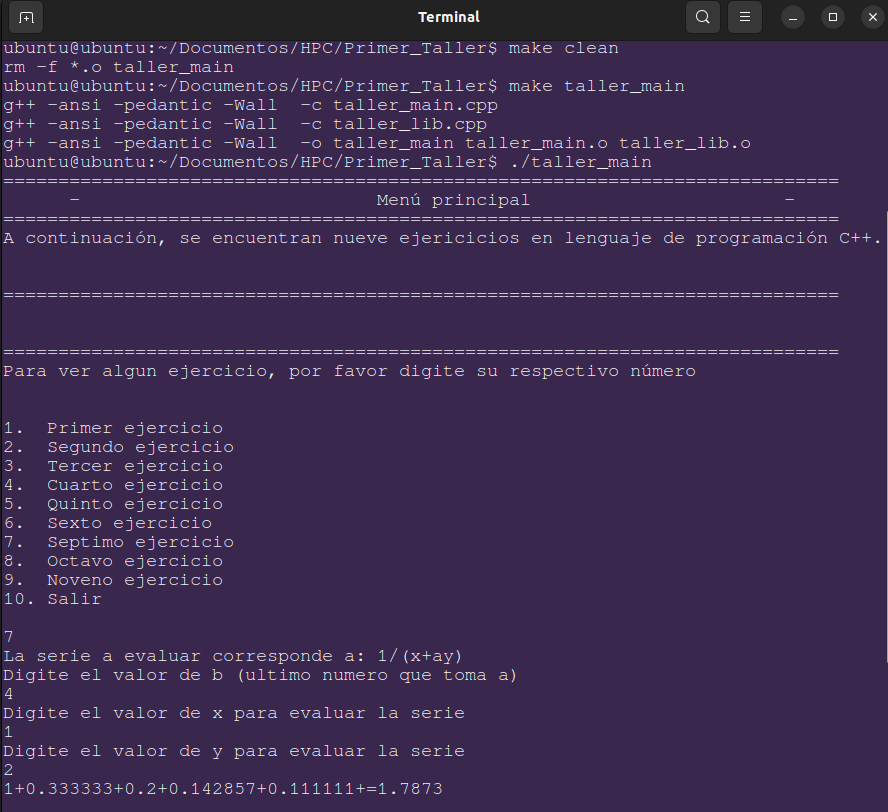 Terminal
ubuntu@ubuntu:~/Documentos/HPC/Primer_Taller$ make clean
rm -f *.o taller_main
ubuntu@ubuntu:~/Documentos/HPC/Primer_Taller$ make taller_main
g++ -ansi -pedantic -Wall  -c taller_main.cpp
g++ -ansi -pedantic -Wall  -c taller_lib.cpp
g++ -ansi -pedantic -Wall  -o taller_main taller_main.o taller_lib.o
ubuntu@ubuntu:~/Documentos/HPC/Primer_Taller$ ./taller_main
============================================================================
-                           Menú principal                       -
============================================================================
A continuación, se encuentran nueve ejericicios en lenguaje de programación C++.
============================================================================
============================================================================
Para ver algun ejercicio, por favor digite su respectivo número
1.  Primer ejercicio
2.  Segundo ejercicio
3.  Tercer ejercicio
4.  Cuarto ejercicio
5.  Quinto ejercicio
6.  Sexto ejercicio
7.  Septimo ejercicio
8.  Octavo ejercicio
9.  Noveno ejercicio
10. Salir
7
La serie a evaluar corresponde a: 1/(x+ay)
Digite el valor de b (ultimo numero que toma a)
4
Digite el valor de x para evaluar la serie
1
Digite el valor de y para evaluar la serie
2
1+0.333333+0.2+0.142857+0.111111+=1.7873